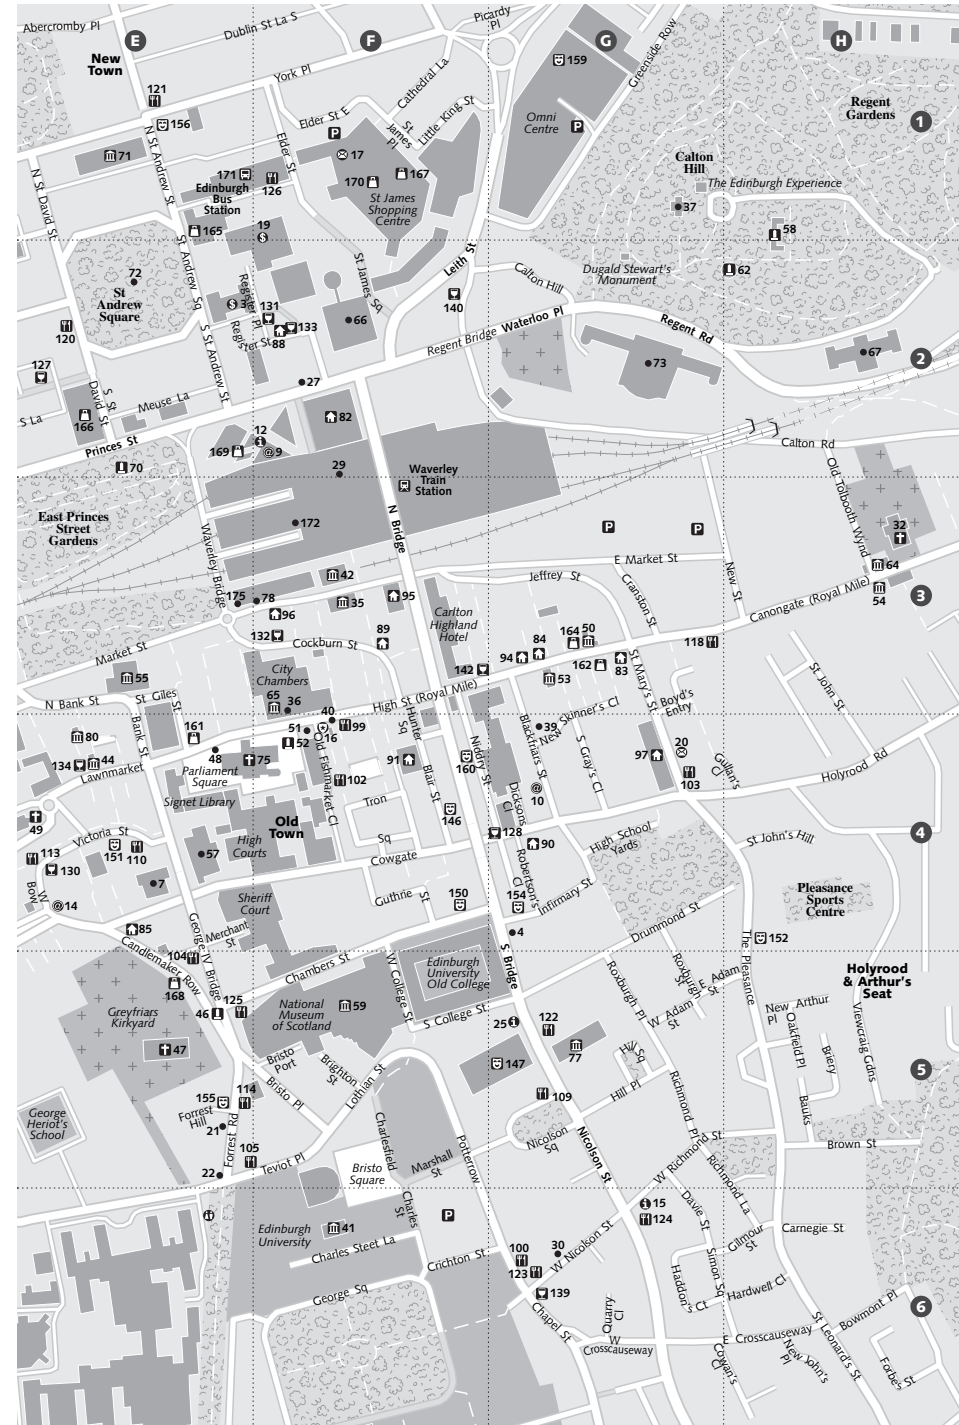 Abercromby Pl
E
Dublin St La S
F
Picardy
Pl
G
H
New
Town
York Pl
Cathedral La
159
Greenside Row
121
Elder St E
Little King St
St
James
Pl
Omni
Centre
P
Regent
Gardens
1
N St Andrew St
156
P
17
71
Elder St
171
126
Edinburgh
Bus
Station
170
167
St James
Shopping
Centre
Calton
Hill
The Edinburgh Experience
37
N St David St
165
19
58
St Andrew Sq
Leith St
72
St
Andrew
Square
Register Pl
3
131
St James Sq
140
Calton Hill
Dugald Stewart's
Monument
62
133
Register St
88
66
120
S St Andrew St
Regent Bridge
Waterloo Pl
Regent Rd
127
73
67
2
27
S La
S St
David St
Meuse La
166
82
Princes St
12
169
@9
70
29
Calton Rd
Waverley
Train
Station
Old Tolbooth Wynd
East Princes
Street
Gardens
172
N Bridge
P
P
32
Waverley Bridge
E Market St
64
42
Jeffrey St
Cranston St
New St
54
3
175
78
35
95
Canongate (Royal Mile)
96
Carlton
Highland
Hotel
132
Cockburn St
89
84
164
50
118
Market St
94
142
162
83
City
Chambers
55
53
St Mary's St
St John St
N Bank St
St Giles
65
36
High St (Royal Mile)
Boyd's
Entry
Bank St
161
40
99
Hunter
Sq
39
New Skinner's Cl
80
51
16
52
Old Fishmarket Cl
Blackfriars St
S Gray's Cl
20
134
44
48
75
91
Niddry St
160
97
Lawnmarket
Parliament
Square
102
Blair St
@
10
103
Gullan's
Cl
Holyrood Rd
Signet Library
Tron
Dicksons
Cl
49
Old
Town
146
Victoria St
High
Courts
Sq
128
High School
Yards
St John's Hill
4
113
151
110
57
Cowgate
90
130
7
Robertson's
Cl
W
Bow
@14
Sheriff
Court
Guthrie
St
150
154
Infirmary St
Pleasance
Sports
Centre
85
Merchant
St
4
Drummond St
152
Candlemaker Row
104
George IV Bridge
Chambers St
S Bridge
The Pleasance
168
W College St
Edinburgh
University
Old College
Roxburgh Pl
Roxburgh
St
E Adam
St
Holyrood
& Arthur's
Seat
Greyfriars
Kirkyard
46
125
National
Museum
of Scotland
59
S College St
25
122
W Adam
St
New Arthur
Pl
Oakfield Pl
Viewcraig Gdns
47
Bristo
Port
77
Hill Sq
Briery
Brighton
St
147
Hill Pl
Richmond Pl
5
Bristo Pl
Lothian St
109
Bauks
George
Heriot's
School
155
114
Forrest
Hill
21
Forrest Rd
Charlesfield
Potterrow
Nicolson
Sq
Nicolson St
W Richmond St
Brown St
105
Teviot Pl
22
Bristo
Square
Marshall
St
Richmond La
Charles
St
15
124
Davie St
Edinburgh
University
41
P
30
W Nicolson St
Carnegie St
Charles Steet La
100
Gilmour
St
Crichton St
123
Simon Sq
Haddon's Ct
Hardwell Cl
George Sq
139
Quarry
Cl
Bowmont Pl
6
Chapel St
W
Crosscauseway
E Crosscauseway
Cowan's
Cl
New John's
Pl
St Leonard's St
Forbe's St